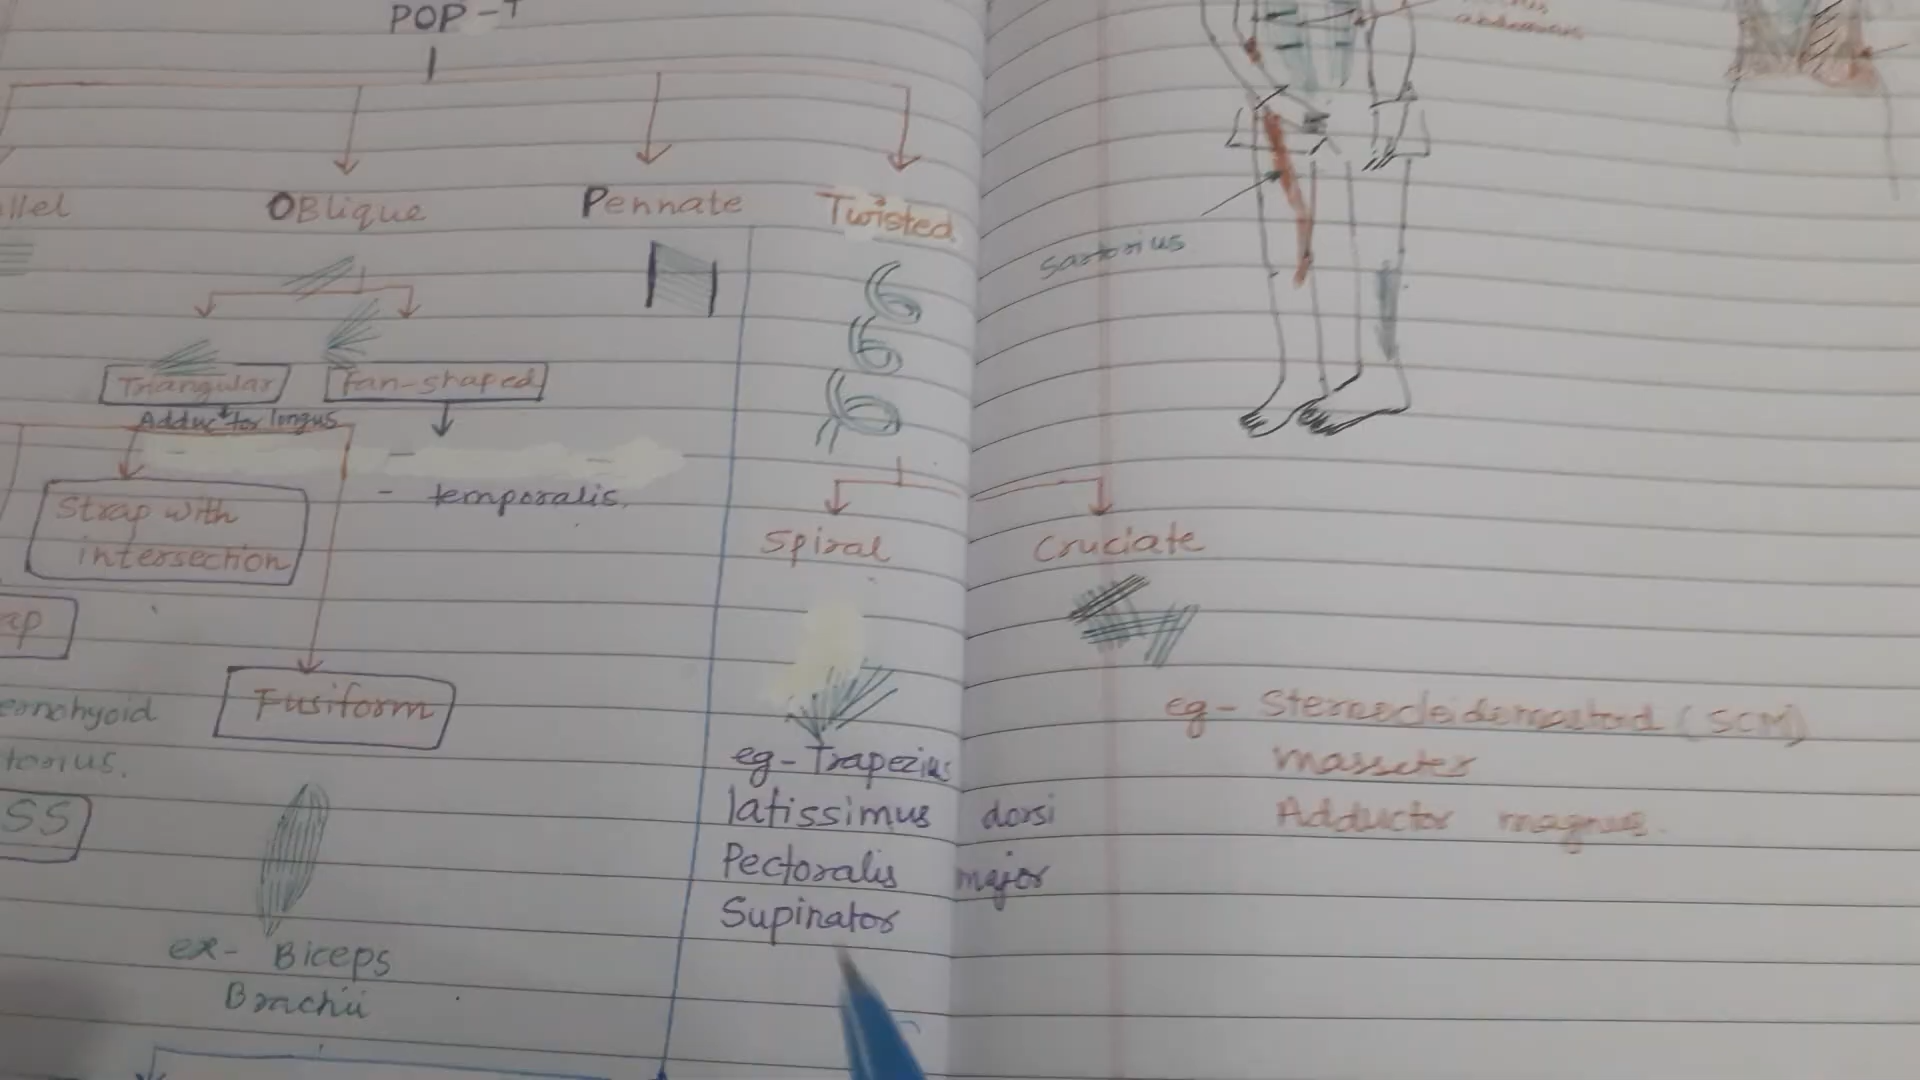 POP-T
llel
OBlique
Pennate
Twisted
Sartorius
Triangular
Fan-shaped
Adductor longus
Strap with
intersection
- temporalis.
Spiral
Cruciate
ap
Fusiform
torius.
SS
ex- Biceps
Brachii
eg- Trapezius
latissimus dorsi
Pectoralis major
Supinator
eg- Sternocleidomastoid (SCM)
masseter
Adductor magnus.